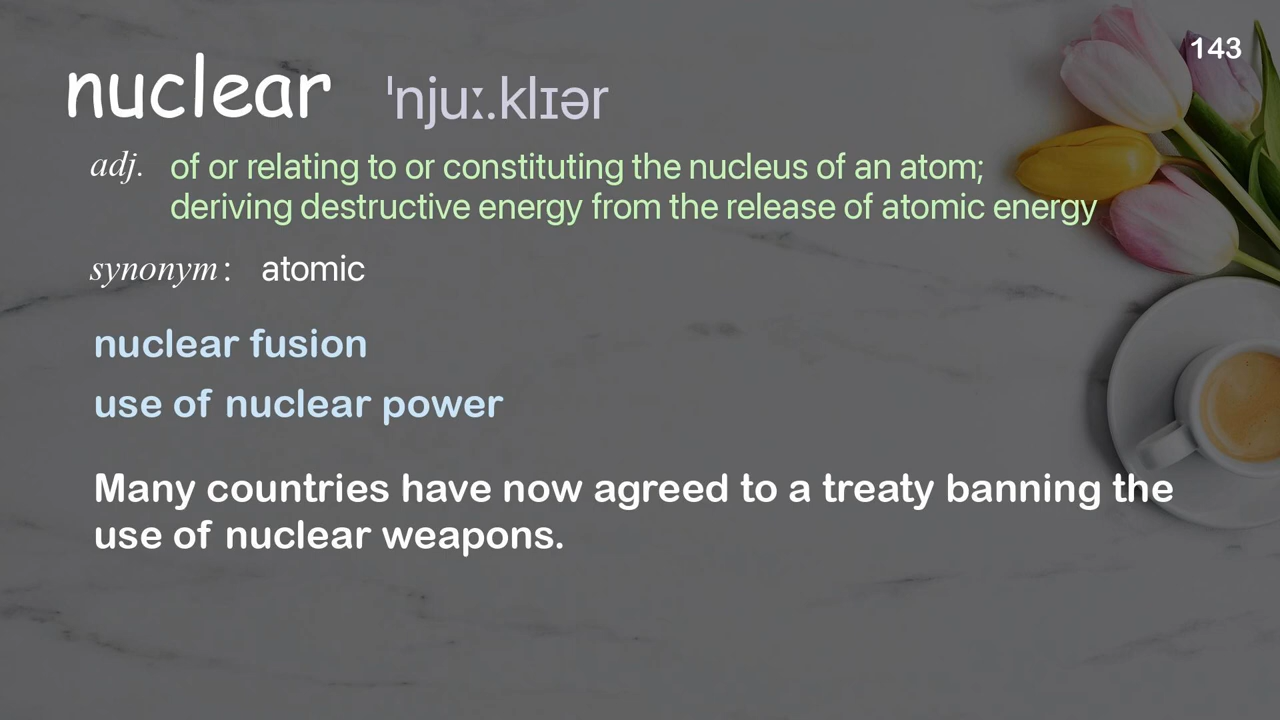 143
nuclear ˈnjuː.klɪər
adj. of or relating to or constituting the nucleus of an atom;
deriving destructive energy from the release of atomic energy
synonym: atomic
nuclear fusion
use of nuclear power
Many countries have now agreed to a treaty banning the
use of nuclear weapons.